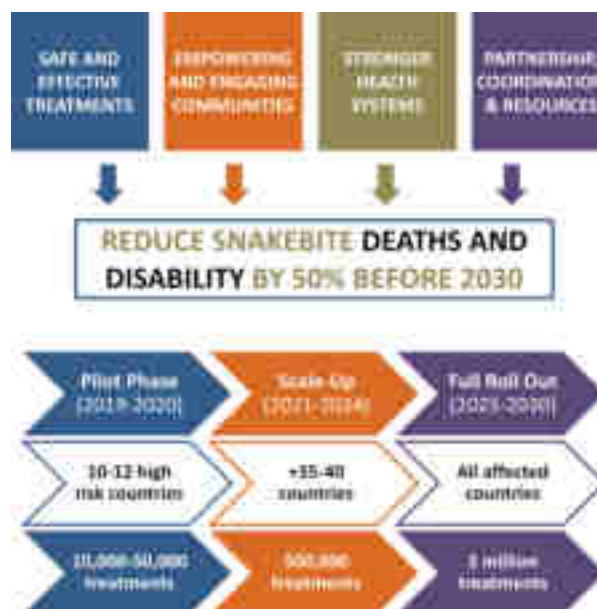 SAFE AND
EFFECTIVE
TREATMENTS
EMPOWERING
AND ENGAGING
COMMUNITIES
STRONGER
HEALTH
SYSTEMS
PARTNERSHIP,
COORDINATION
& RESOURCES
REDUCE SNAKEBITE DEATHS AND
DISABILITY BY 50% BEFORE 2030
Pilot Phase
(2019-2020)
Scale-Up
(2021-2024)
Full Roll Out
(2025-2030)
10-12 high
risk countries
+35-40
countries
All affected
countries
10,000-50,000
treatments
500,000
treatments
3 million
treatments